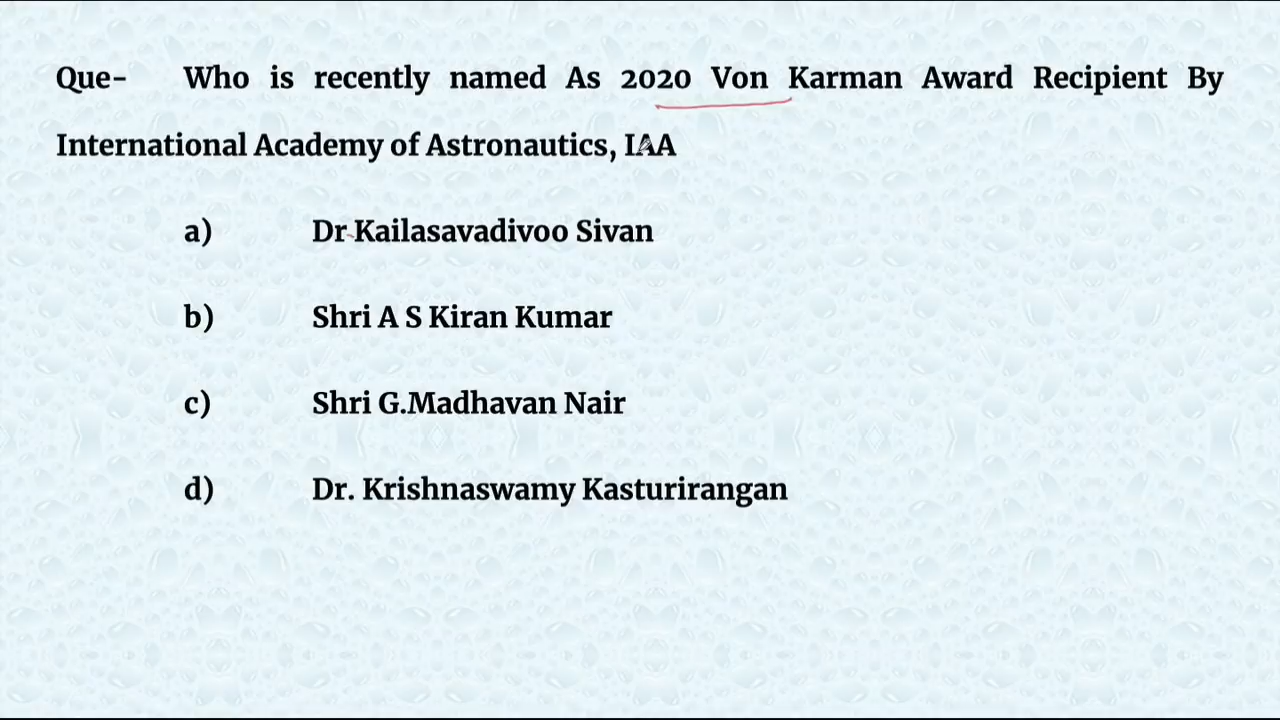 Que- Who is recently named As 2020 Von Karman Award Recipient By
International Academy of Astronautics, IAA
a) Dr Kailasavadivoo Sivan
b) Shri A S Kiran Kumar
c) Shri G.Madhavan Nair
d) Dr. Krishnaswamy Kasturirangan